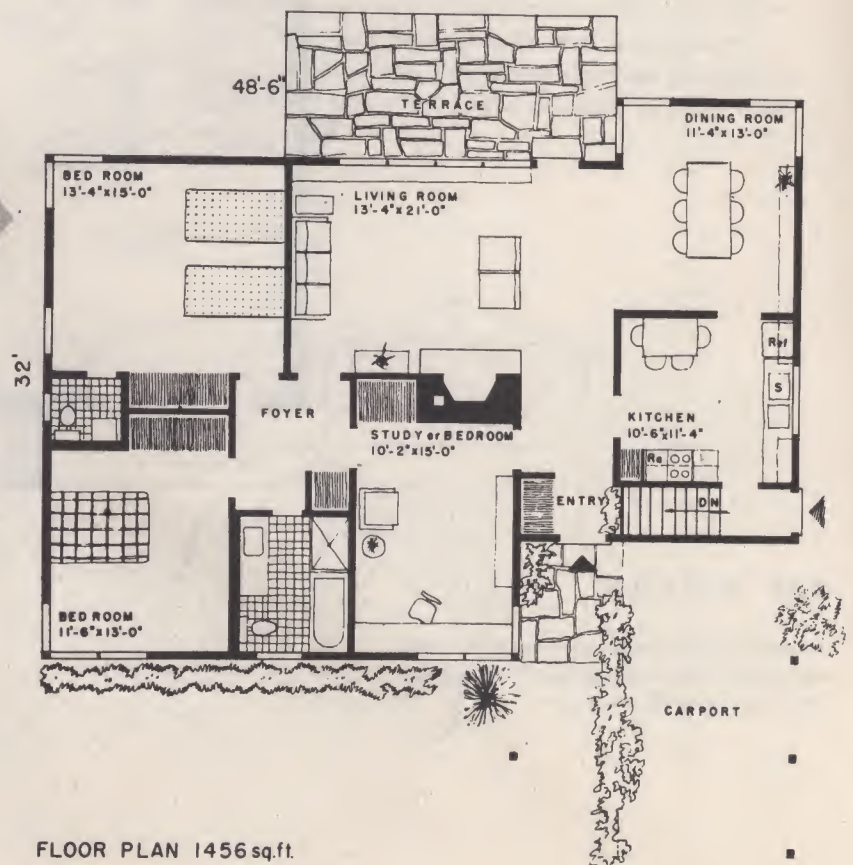 48'-6"
TERRACE
DINING ROOM
11'-4"x13'-0"
BED ROOM
13'-4"x15'-0"
LIVING ROOM
13'-4"x21'-0"
32'
Ref
S
FOYER
STUDY or BEDROOM
10'-2"x15'-0"
KITCHEN
10'-6"x11'-4"
Ra
ENTRY
DN
BED ROOM
11'-6"x13'-0"
CARPORT
FLOOR PLAN 1456 sq.ft.